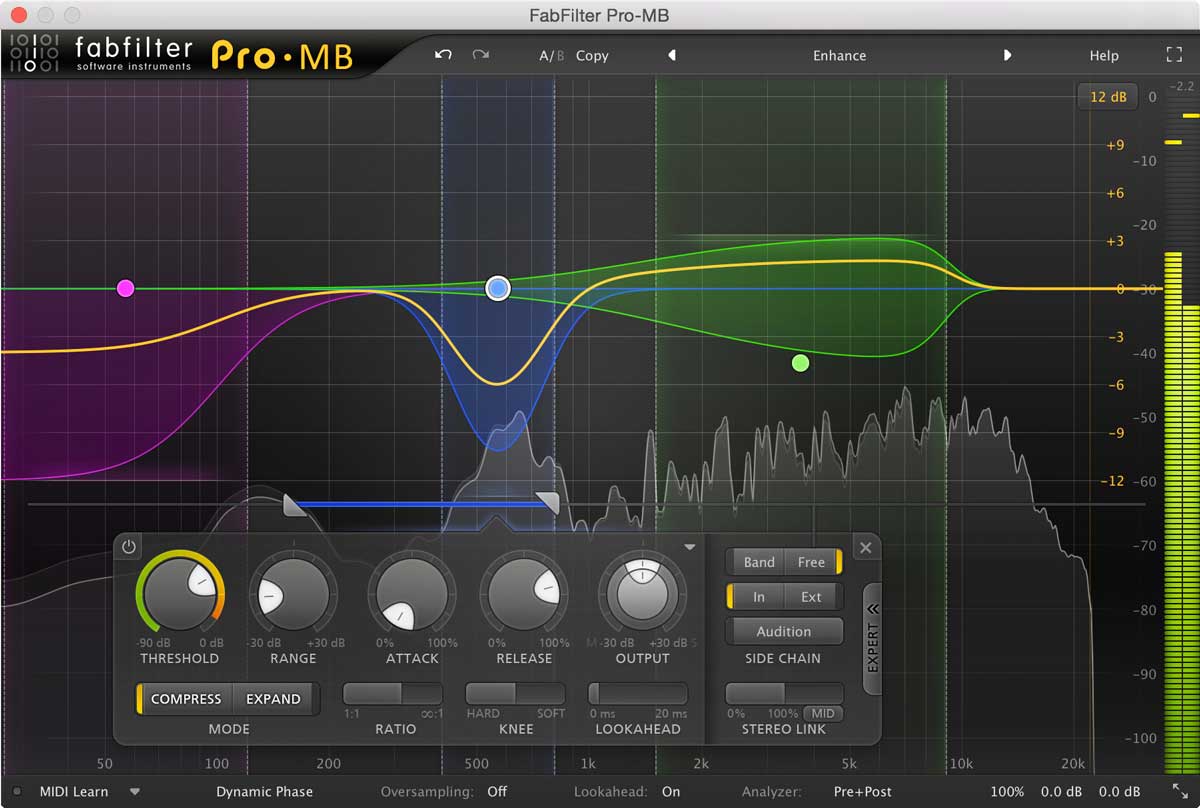 FabFilter Pro-MB
fabfilter
software instruments
Pro·MB
A/B Copy
Enhance
Help
12 dB 0 -2.2
+9
-10
+6
-20
+3
0 -30
-3
-40
-6
-50
-9
-12 -60
-70
-80
-90
-100
-90 dB 0 dB
THRESHOLD
-30 dB +30 dB
RANGE
0% 100%
ATTACK
0% 100%
RELEASE
M -30 dB +30 dB S
OUTPUT
Band Free
In Ext
Audition
SIDE CHAIN
EXPERT
COMPRESS EXPAND
MODE
1:1 ∞:1
RATIO
HARD SOFT
KNEE
0 ms 20 ms
LOOKAHEAD
0% 100% MID
STEREO LINK
50 100 200 500 1k 2k 5k 10k 20k
MIDI Learn Dynamic Phase Oversampling: Off Lookahead: On Analyzer: Pre+Post 100% 0.0 dB 0.0 dB